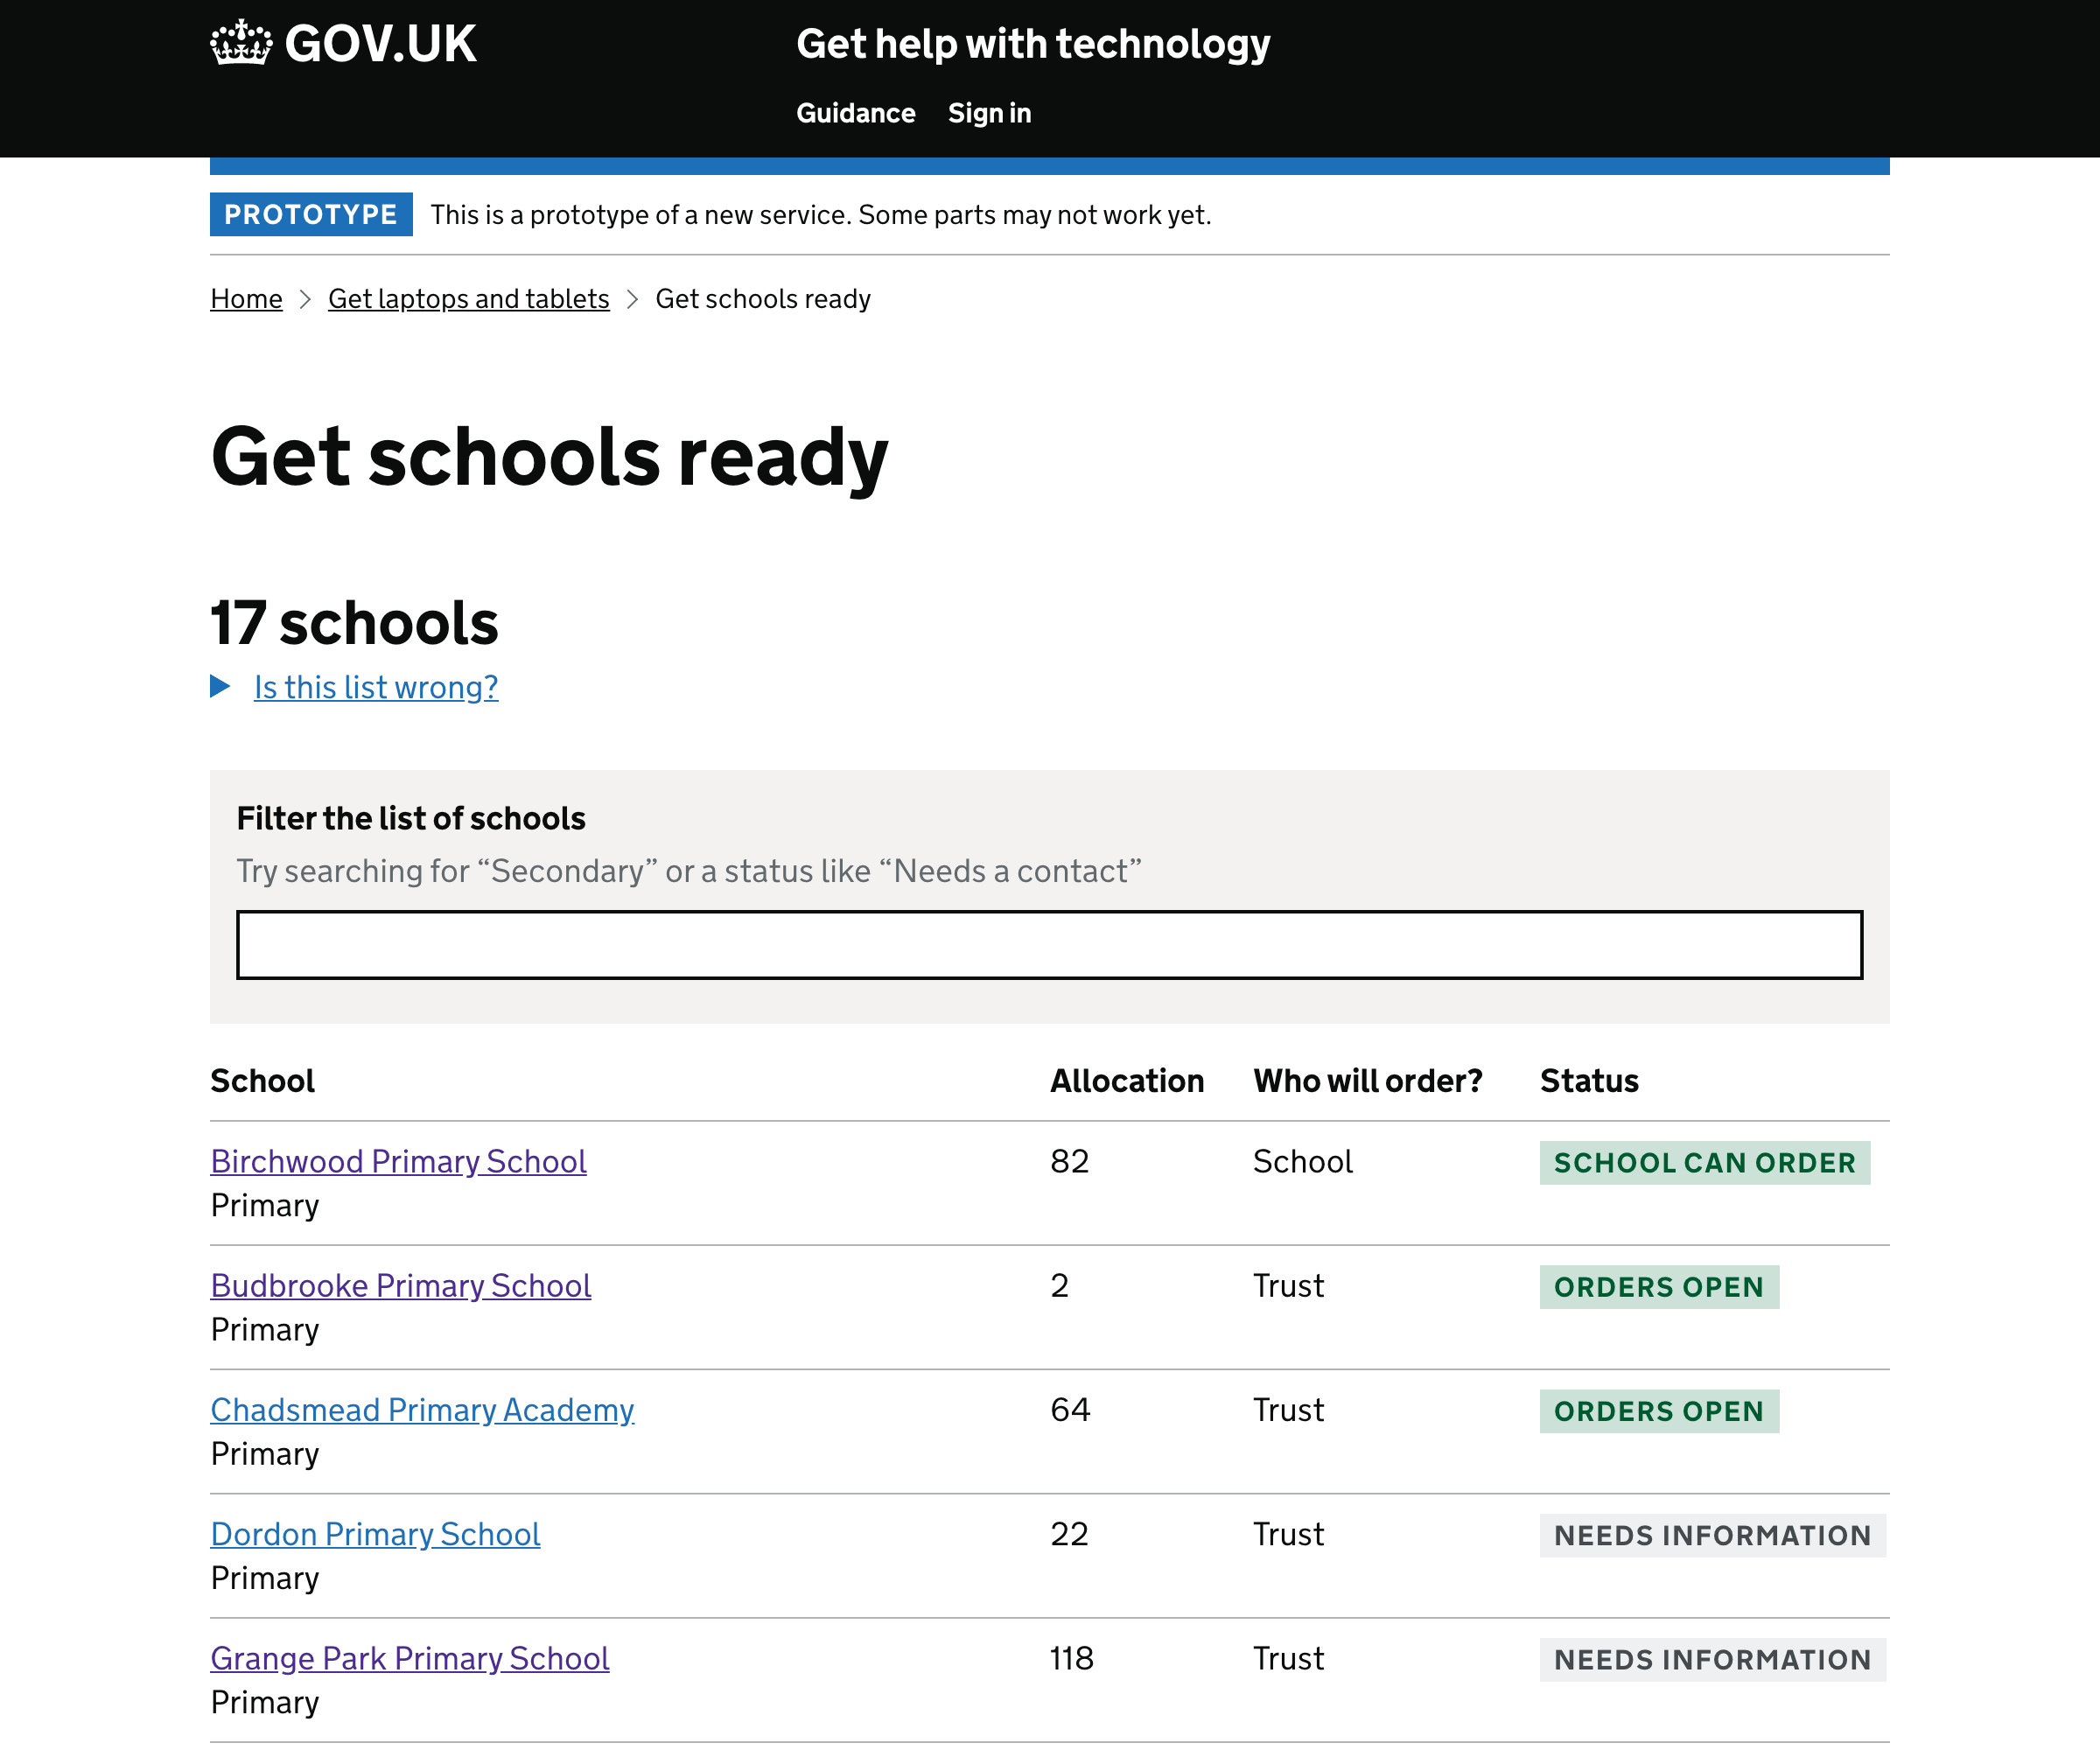 GOV.UK
Get help with technology
Guidance Sign in
PROTOTYPE This is a prototype of a new service. Some parts may not work yet.
Home Get laptops and tablets Get schools ready
Get schools ready
17 schools
Is this list wrong?
Filter the list of schools
Try searching for “Secondary” or a status like “Needs a contact”
School Allocation Who will order? Status
Birchwood Primary School 82 School SCHOOL CAN ORDER
Primary
Budbrooke Primary School 2 Trust ORDERS OPEN
Primary
Chadsmead Primary Academy 64 Trust ORDERS OPEN
Primary
Dordon Primary School 22 Trust NEEDS INFORMATION
Primary
Grange Park Primary School 118 Trust NEEDS INFORMATION
Primary